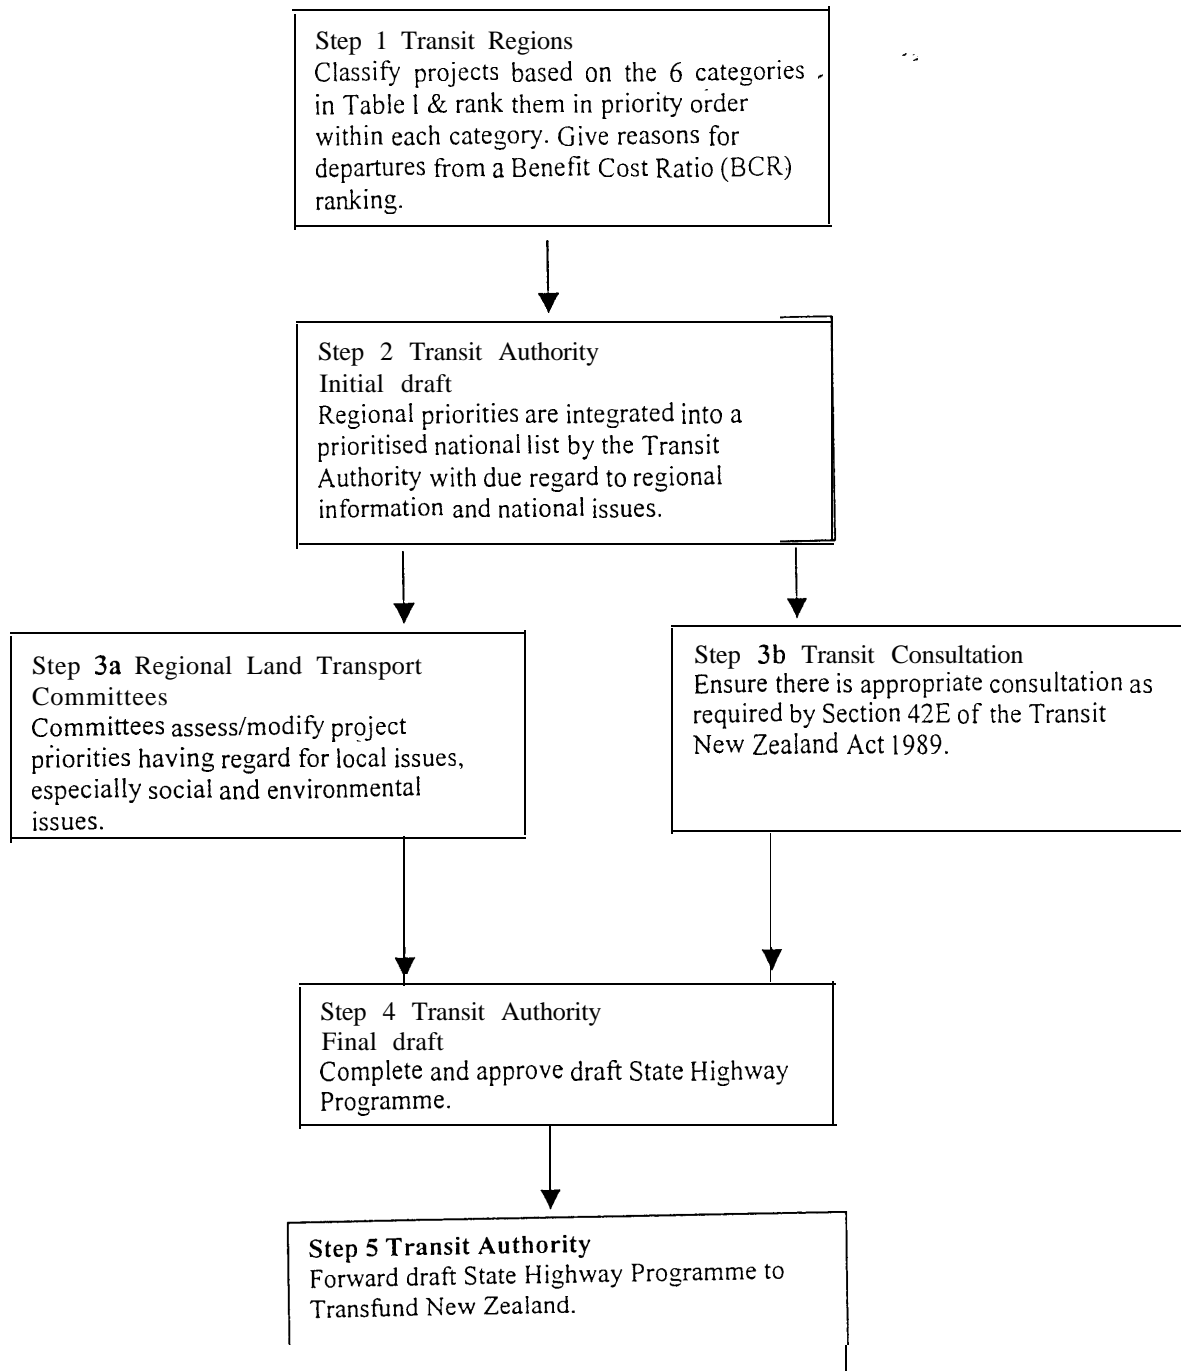 Step 1 Transit Regions
Classify projects based on the 6 categories
in Table 1 & rank them in priority order
within each category. Give reasons for
departures from a Benefit Cost Ratio (BCR)
ranking.
Step 2 Transit Authority
Initial draft
Regional priorities are integrated into a
prioritised national list by the Transit
Authority with due regard to regional
information and national issues.
Step 3a Regional Land Transport
Committees
Committees assess/modify project
priorities having regard for local issues,
especially social and environmental
issues.
Step 3b Transit Consultation
Ensure there is appropriate consultation as
required by Section 42E of the Transit
New Zealand Act 1989.
Step 4 Transit Authority
Final draft
Complete and approve draft State Highway
Programme.
Step 5 Transit Authority
Forward draft State Highway Programme to
Transfund New Zealand.